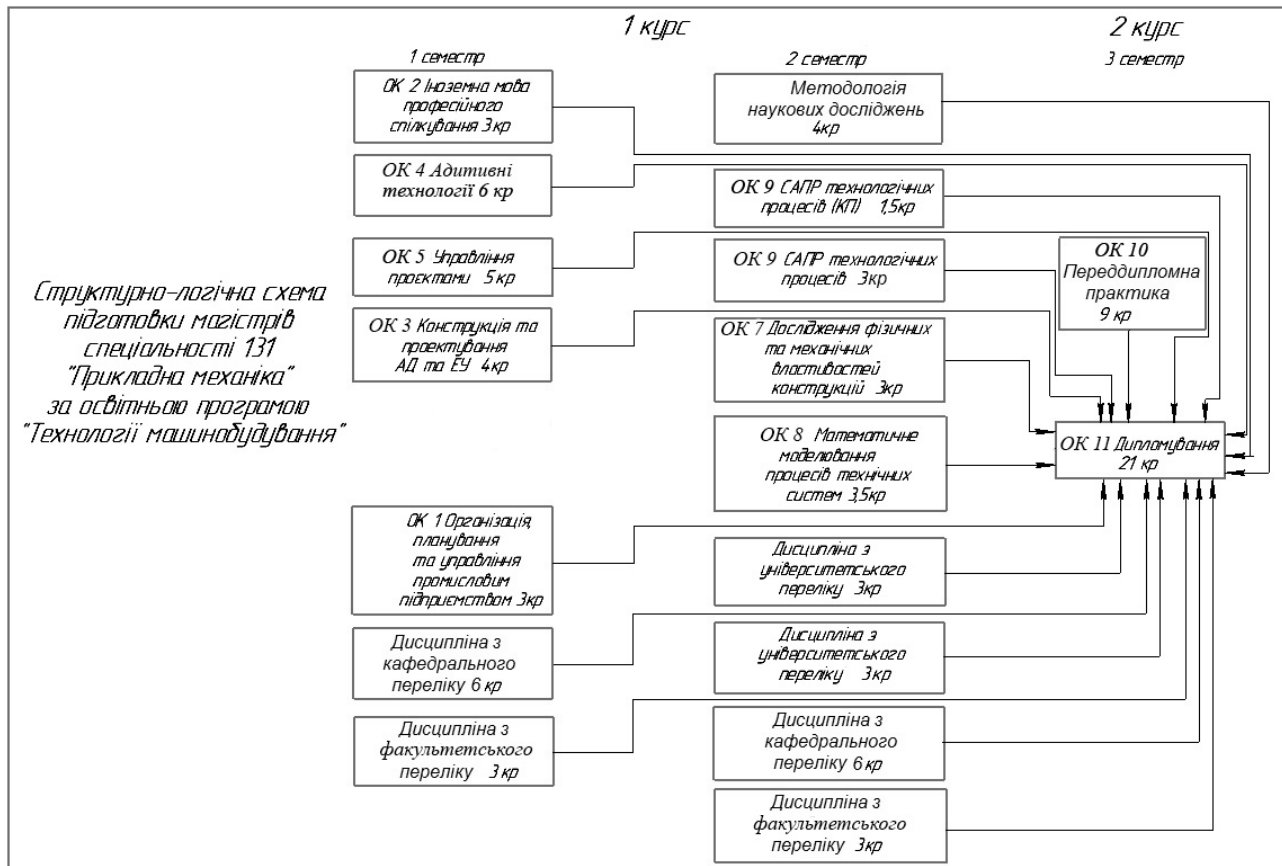 1 курс
2 курс
1 семестр
2 семестр
3 семестр
Структурно-логічна схема
підготовки магістрів
спеціальності 131
"Прикладна механіка"
за освітньою програмою
"Технології машинобудування"
ОК 2 Іноземна мова
професійного
спілкування 3 кр
ОК 4 Адитивні
технології 6 кр
ОК 5 Управління
проєктами 5 кр
ОК 3 Конструкція та
проектування
АД та ЕУ 4кр
ОК 1 Організація,
планування
та управління
промисловим
підприємством 3кр
Дисципліна з
кафедрального
переліку 6 кр
Дисципліна з
факультетського
переліку 3 кр
Методологія
наукових досліджень
4кр
ОК 9 САПР технологічних
процесів (КП) 1,5кр
ОК 9 САПР технологічних
процесів 3кр
ОК 7 Дослідження фізичних
та механічних
властивостей
конструкцій 3кр
ОК 8 Математичне
моделювання
процесів технічних
систем 3,5кр
Дисципліна з
університетського
переліку 3кр
Дисципліна з
університетського
переліку 3кр
Дисципліна з
кафедрального
переліку 6кр
Дисципліна з
факультетського
переліку 3кр
ОК 10
Переддипломна
практика
9 кр
ОК 11 Дипломування
21 кр